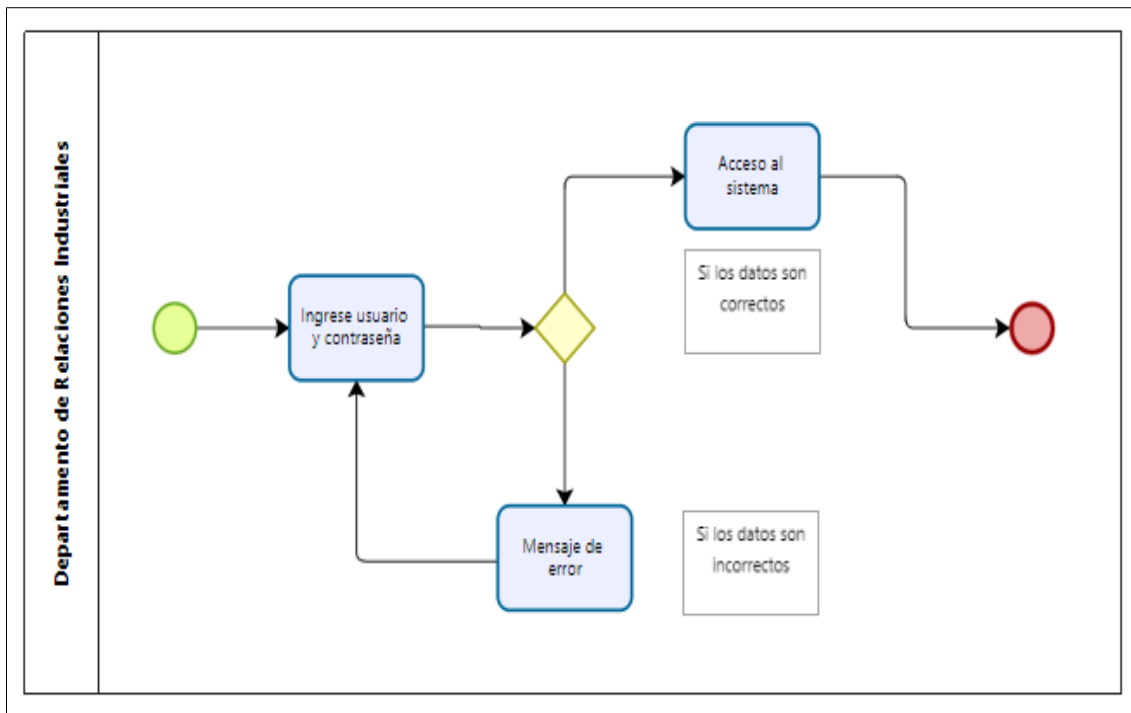 Departamento de Relaciones Industriales
Ingrese usuario
y contraseña
Acceso al
sistema
Si los datos son
correctos
Mensaje de
error
Si los datos son
incorrectos